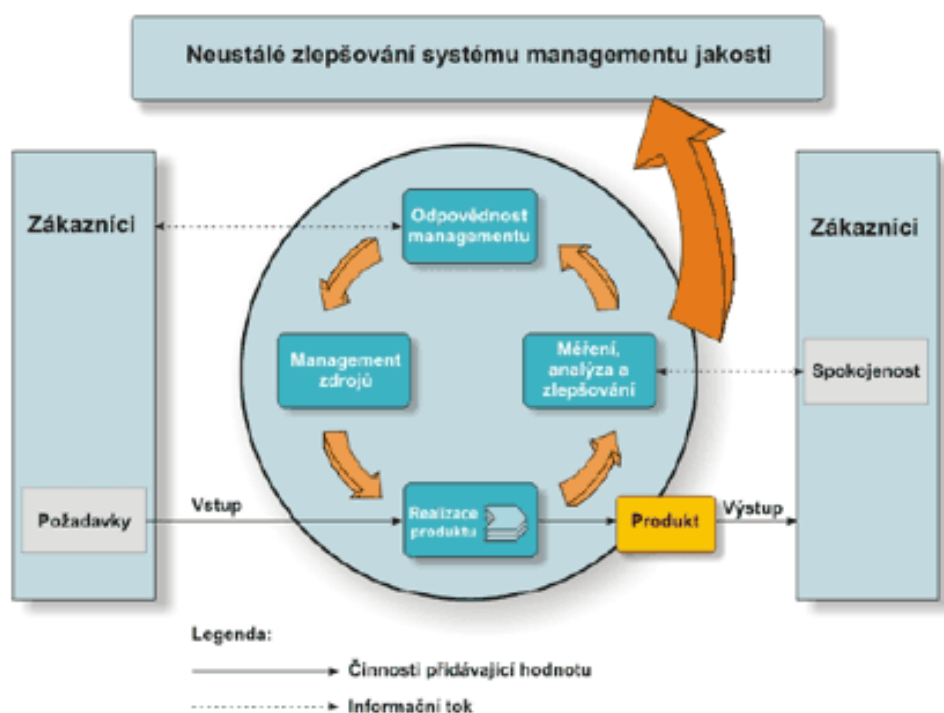 Neustálé zlepšování systému managementu jakosti
Zákazníci
Zákazníci
Odpovědnost
managementu
Management
zdrojů
Měření,
analýza a
zlepšování
Spokojenost
Požadavky
Vstup
Realizace
produktu
Produkt
Výstup
Legenda:
Činnosti přidávající hodnotu
Informační tok